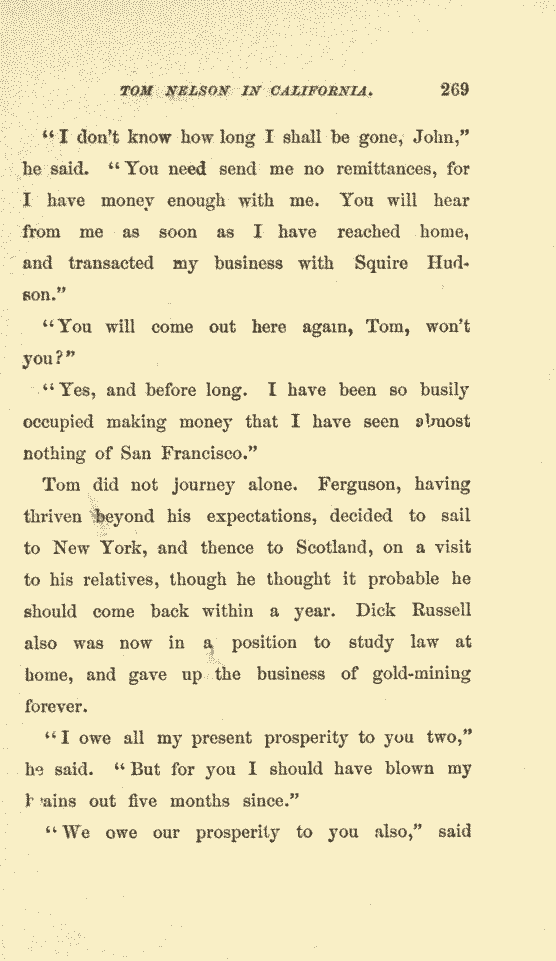 TOM NELSON IN CALIFORNIA. 269
“I don't know how long I shall be gone, John,”
he said. “You need send me no remittances, for
I have money enough with me. You will hear
from me as soon as I have reached home,
and transacted my business with Squire Hud-
son.”
“You will come out here again, Tom, won't
you?”
“Yes, and before long. I have been so busily
occupied making money that I have seen almost
nothing of San Francisco.”
Tom did not journey alone. Ferguson, having
thriven beyond his expectations, decided to sail
to New York, and thence to Scotland, on a visit
to his relatives, though he thought it probable he
should come back within a year. Dick Russell
also was now in a position to study law at
home, and gave up the business of gold-mining
forever.
“I owe all my present prosperity to you two,”
he said. “But for you I should have blown my
brains out five months since.”
“We owe our prosperity to you also,” said